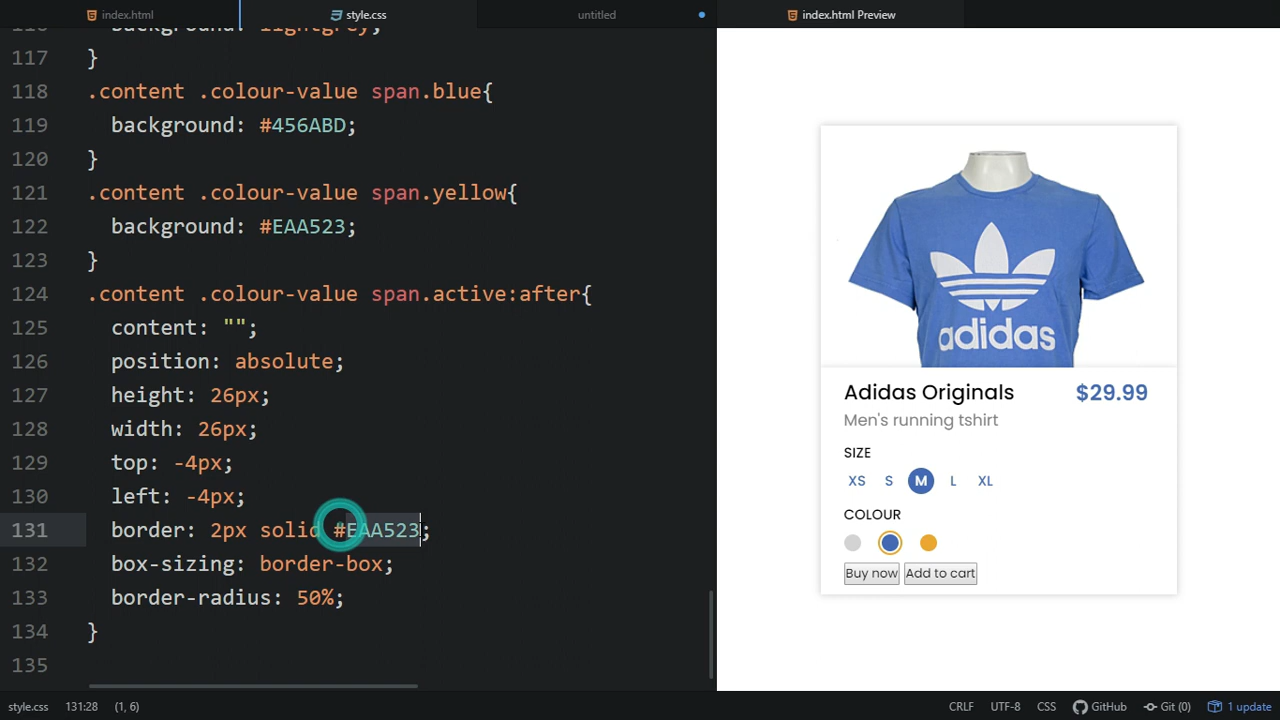 index.html
style.css
untitled
index.html Preview
116 background: lightgrey;
117 }
118 .content .colour-value span.blue{
119 background: #456ABD;
120 }
121 .content .colour-value span.yellow{
122 background: #EAA523;
123 }
124 .content .colour-value span.active:after{
125 content: "";
126 position: absolute;
127 height: 26px;
128 width: 26px;
129 top: -4px;
130 left: -4px;
131 border: 2px solid #EAA523;
132 box-sizing: border-box;
133 border-radius: 50%;
134 }
135
adidas
Adidas Originals $29.99
Men's running tshirt
SIZE
XS S M L XL
COLOUR
Buy now Add to cart
style.css 131:28 (1, 6) CRLF UTF-8 CSS GitHub Git (0) 1 update